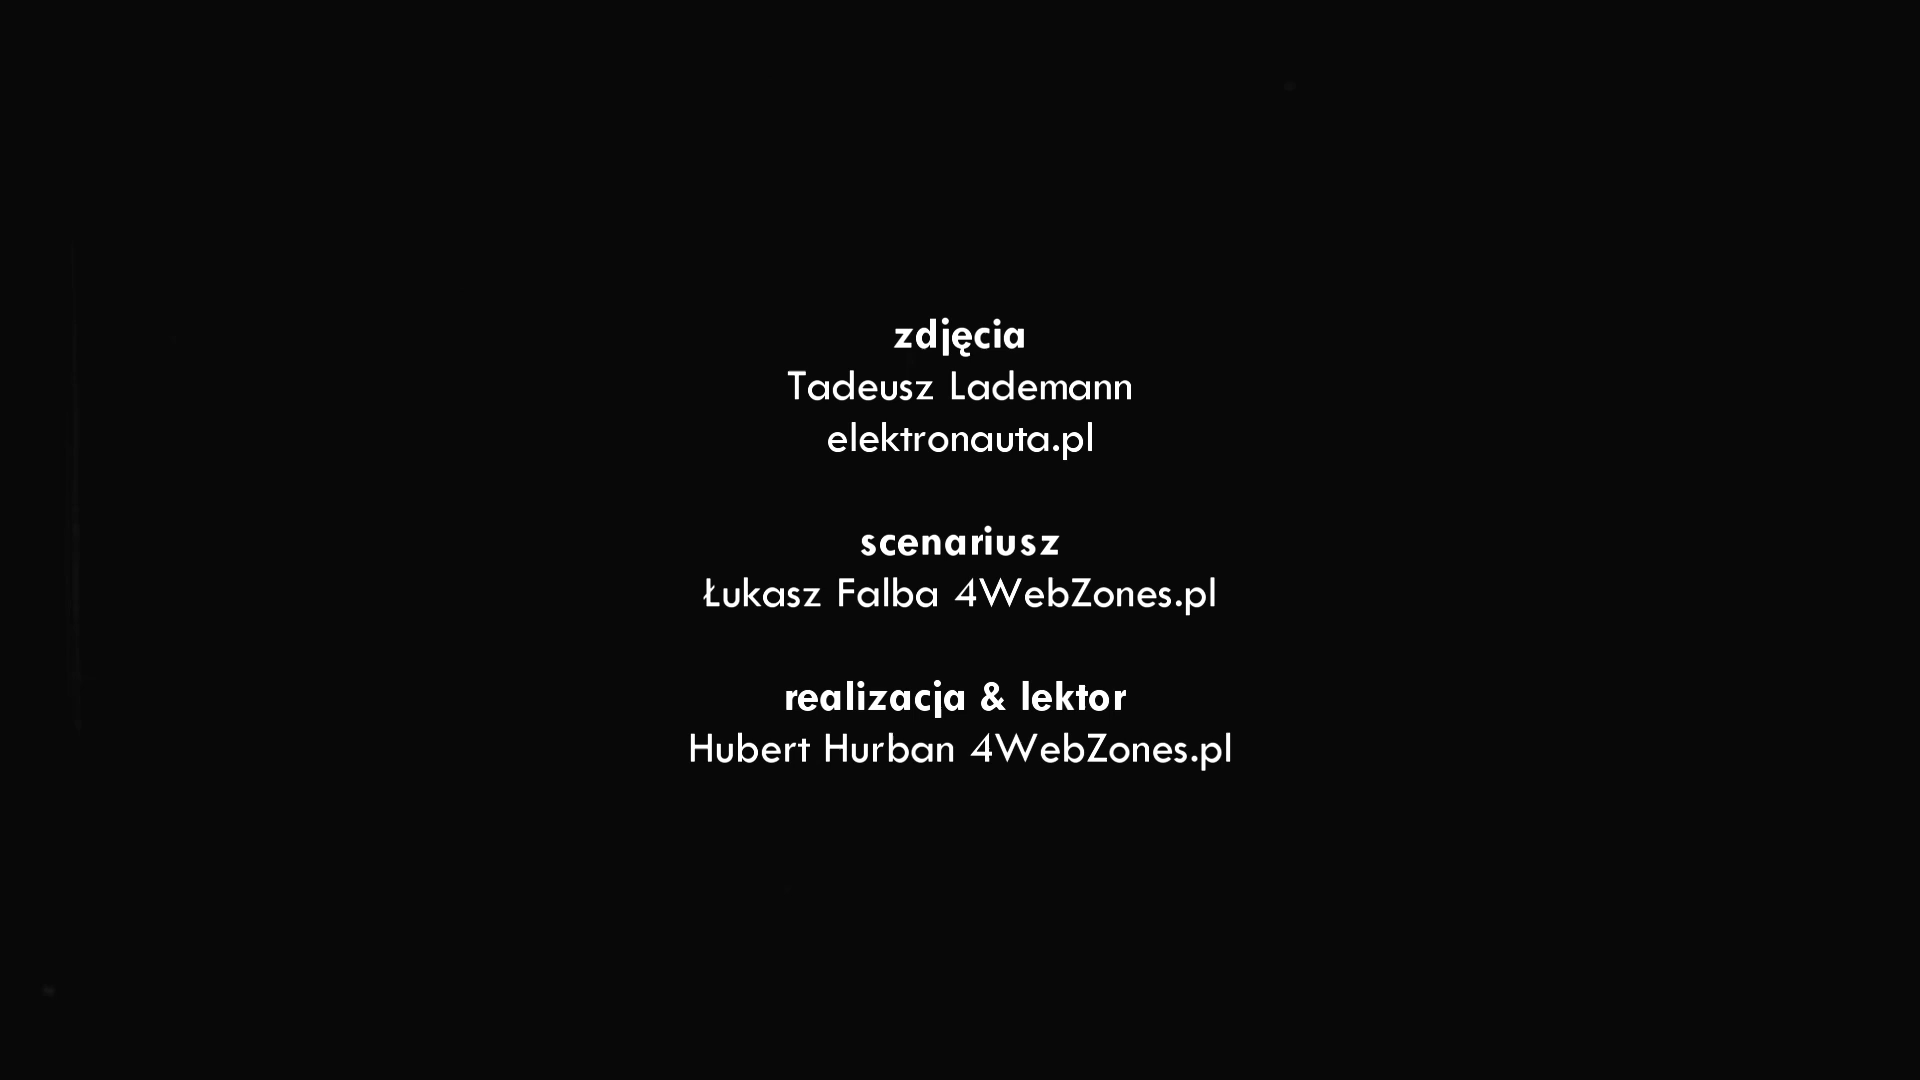 zdjęcia
Tadeusz Lademann
elektronauta.pl
scenariusz
Łukasz Falba 4WebZones.pl
realizacja & lektor
Hubert Hurban 4WebZones.pl